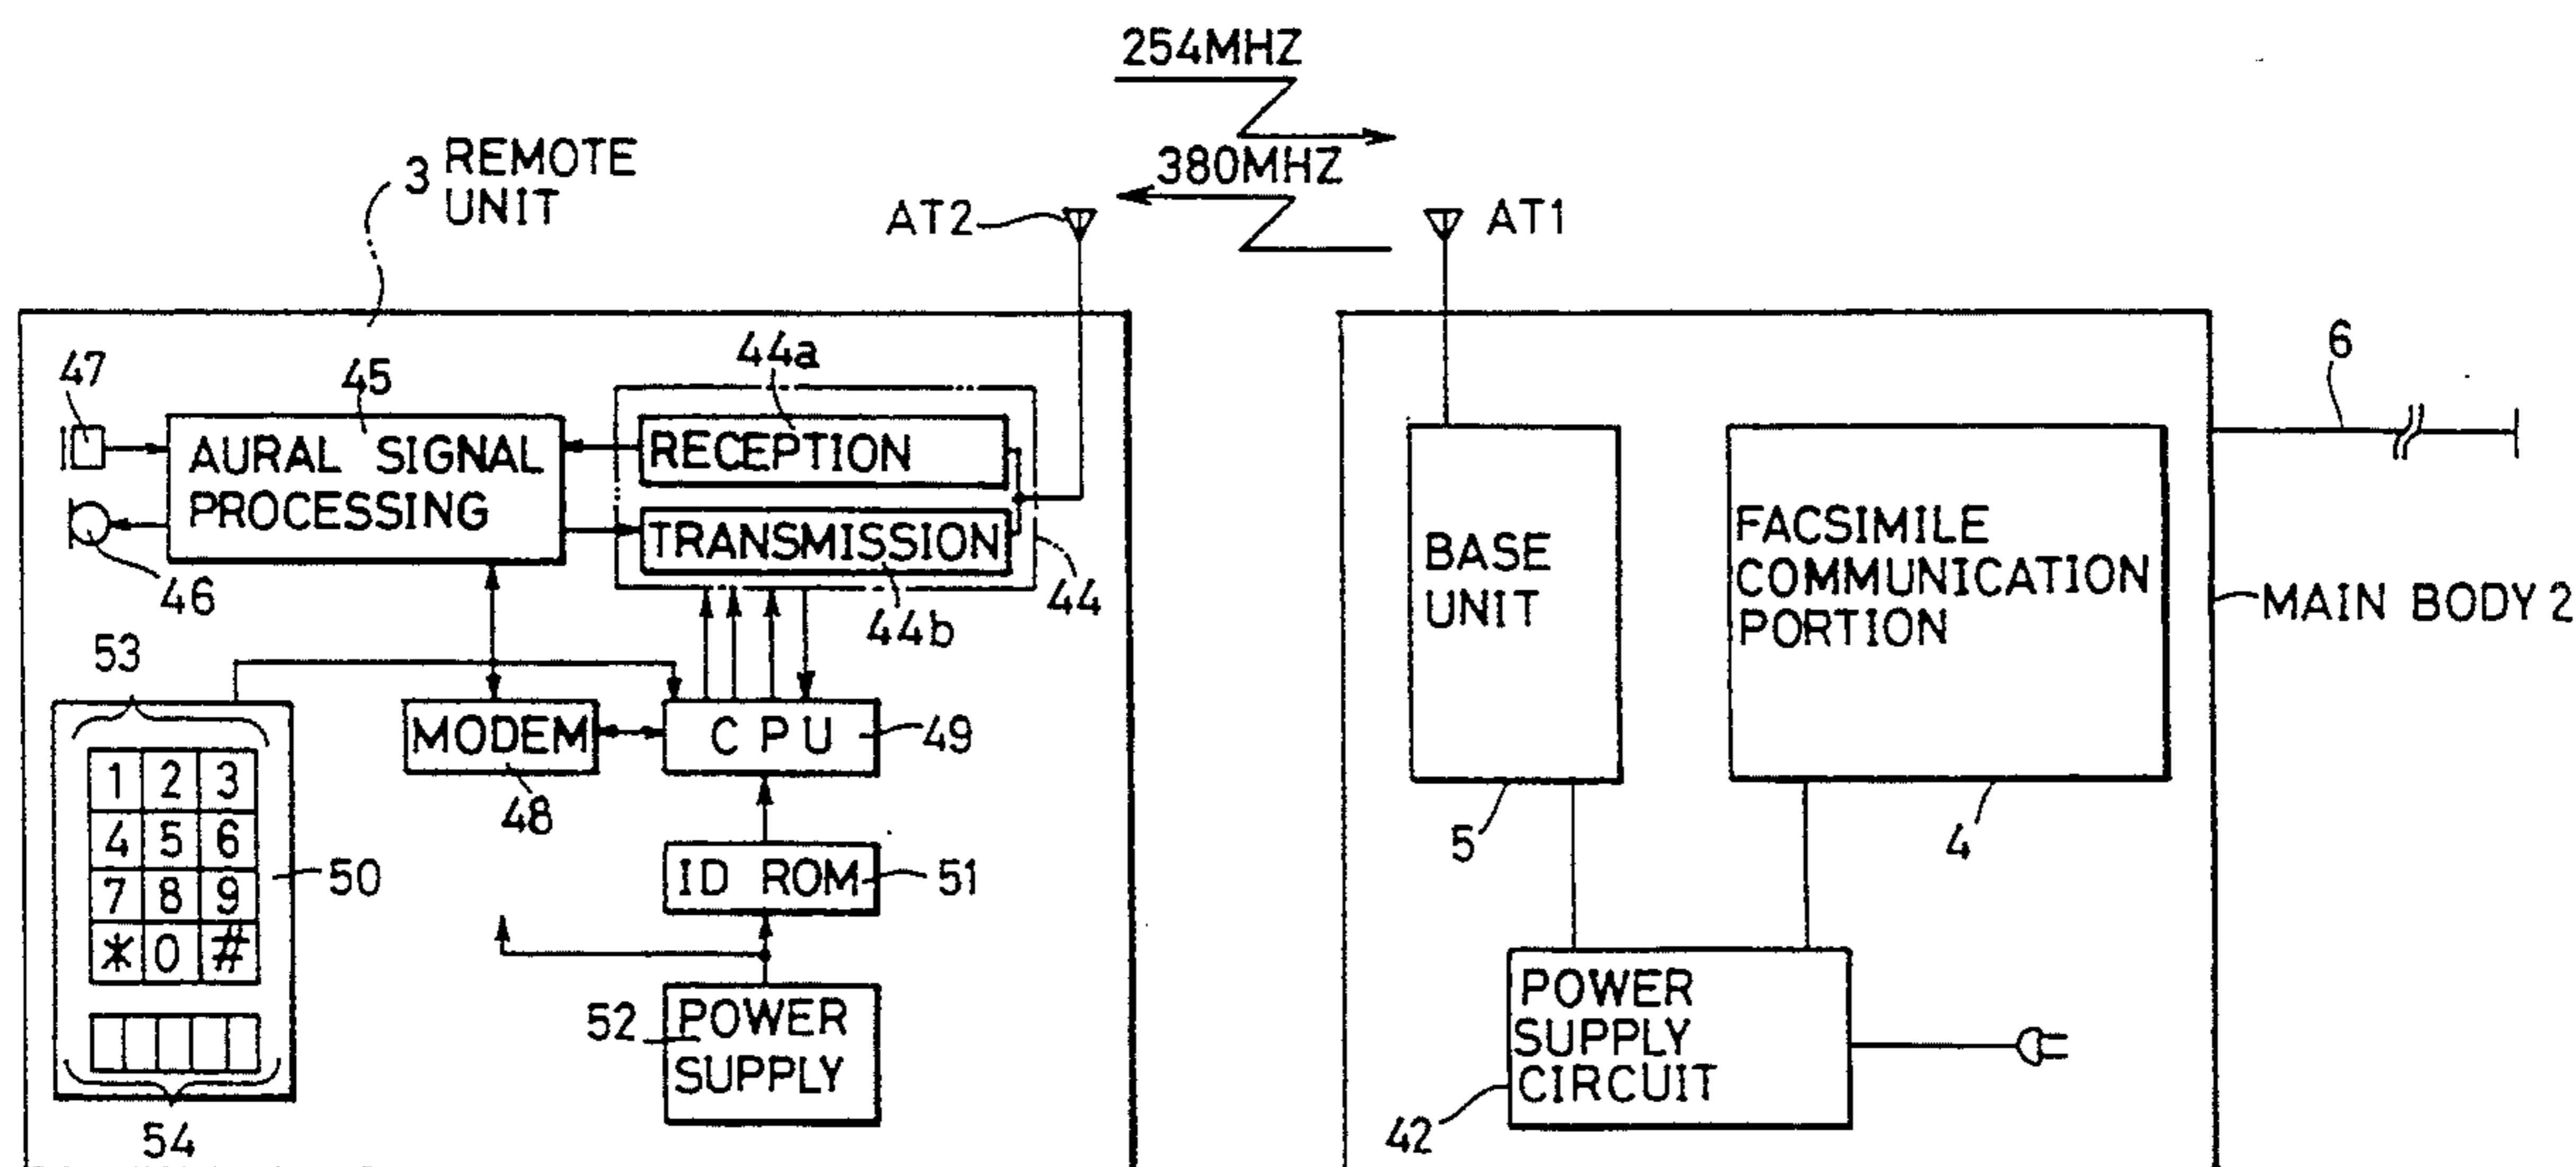 254MHZ
380MHZ
3 REMOTE
UNIT
AT2
AT1
6
47
45
44a
AURAL SIGNAL
PROCESSING
RECEPTION
TRANSMISSION
46
44
44b
BASE
UNIT
FACSIMILE
COMMUNICATION
PORTION
MAIN BODY 2
53
MODEM
CPU
49
48
5
4
1 2 3
4 5 6
7 8 9
* 0 #
50
ID ROM
51
52
POWER
SUPPLY
54
POWER
SUPPLY
CIRCUIT
42